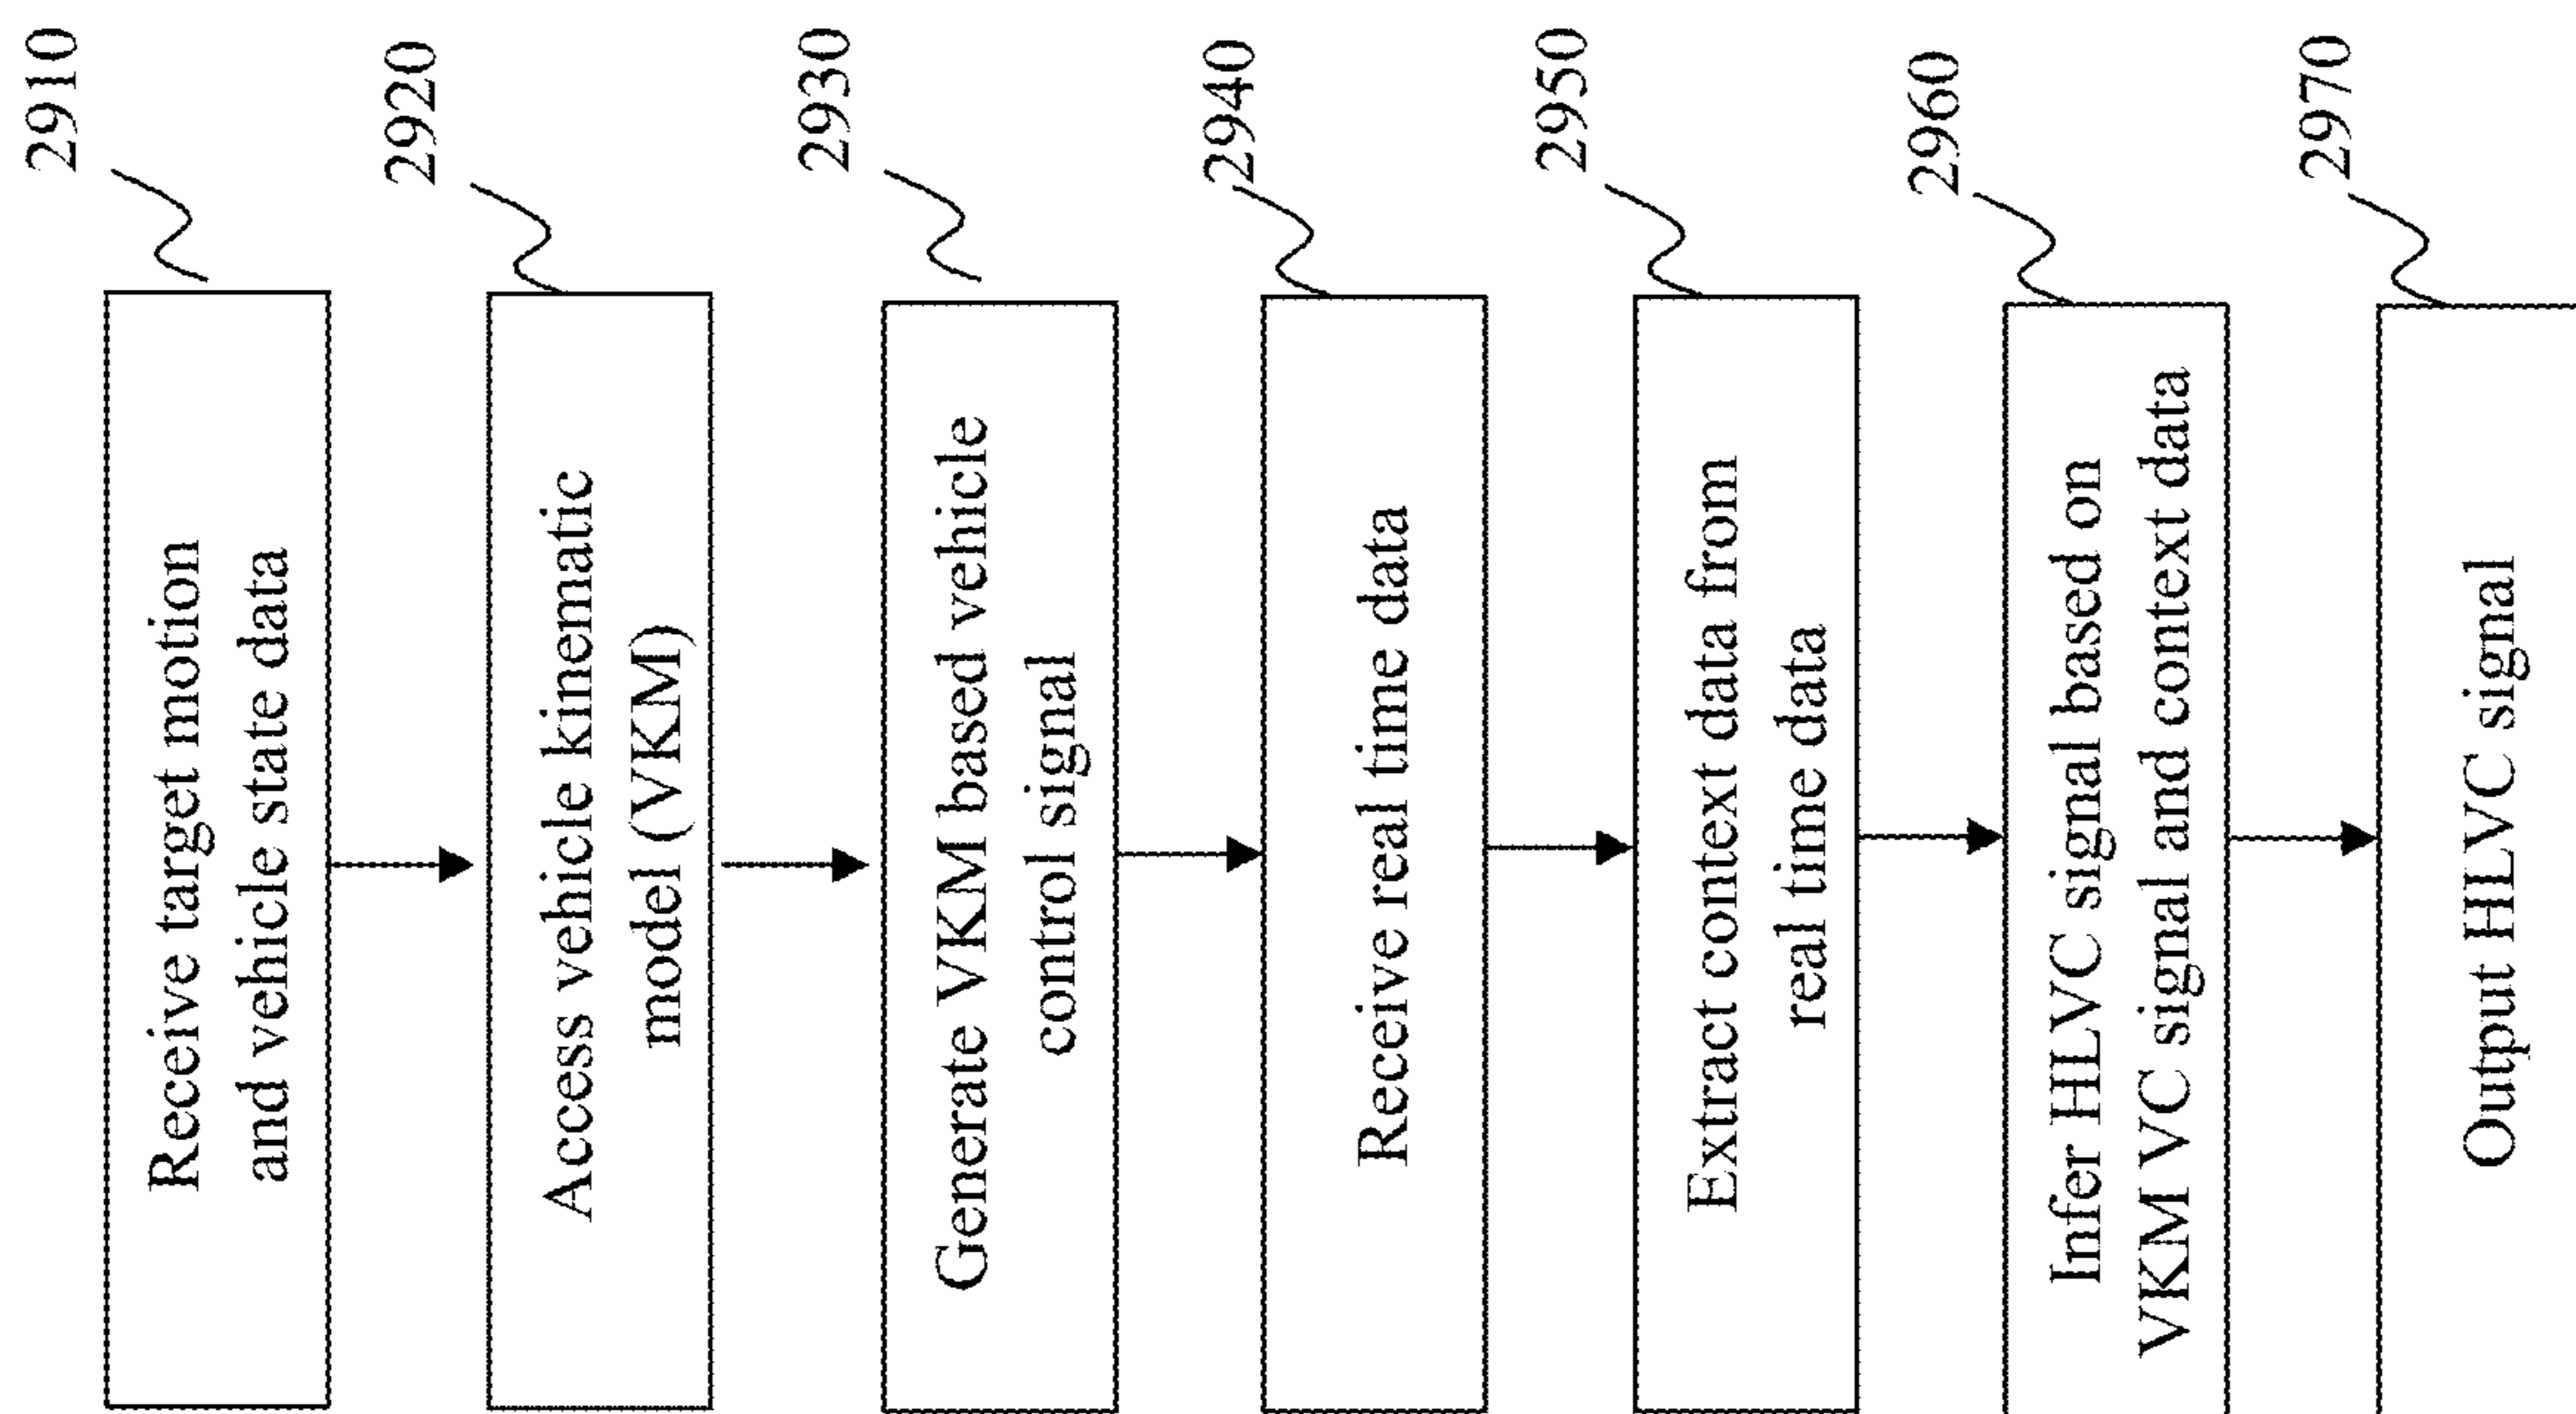 2910
Receive target motion
and vehicle state data
2920
Access vehicle kinematic
model (VKM)
2930
Generate VKM based vehicle
control signal
2940
Receive real time data
2950
Extract context data from
real time data
2960
Infer HLVC signal based on
VKM VC signal and context data
2970
Output HLVC signal